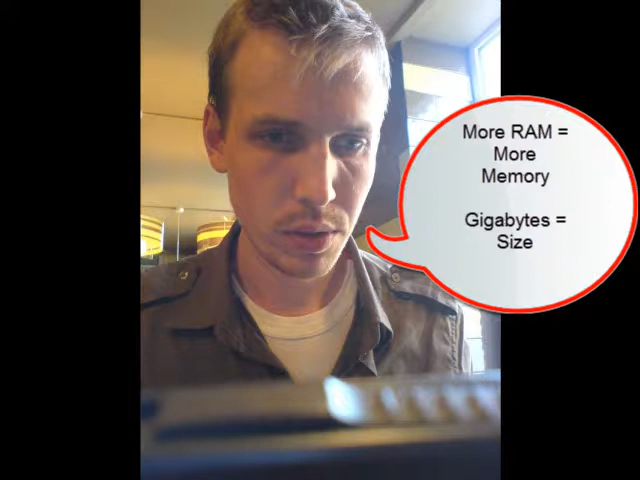 More RAM =
More
Memory
Gigabytes =
Size